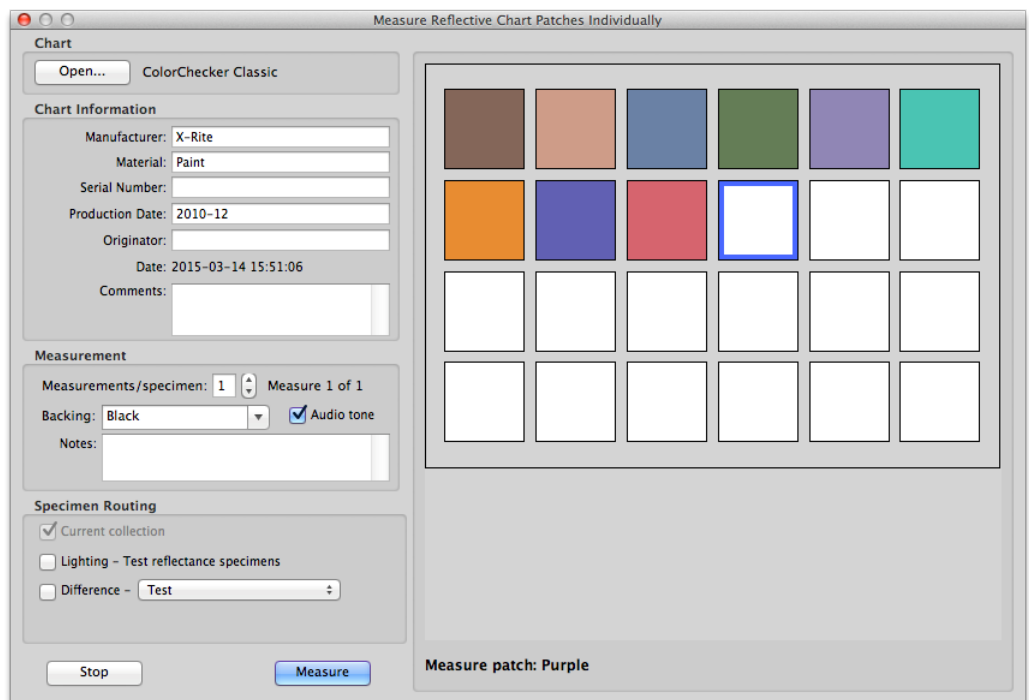 Measure Reflective Chart Patches Individually
Chart
Open... ColorChecker Classic
Chart Information
Manufacturer: X-Rite
Material: Paint
Serial Number:
Production Date: 2010-12
Originator:
Date: 2015-03-14 15:51:06
Comments:
Measurement
Measurements/specimen: 1 Measure 1 of 1
Backing: Black Audio tone
Notes:
Specimen Routing
Current collection
Lighting - Test reflectance specimens
Difference - Test
Stop Measure
Measure patch: Purple